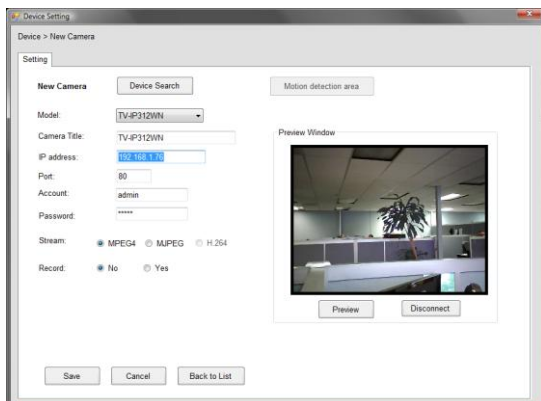 Device Setting
Device > New Camera
Setting
New Camera
Device Search
Motion detection area
Model:
TV-IP312WN
Camera Title:
TV-IP312WN
IP address:
192.168.1.76
Port:
80
Account:
admin
Password:
*****
Stream:
MPEG4
MJPEG
H.264
Record:
No
Yes
Preview Window
Preview
Disconnect
Save
Cancel
Back to List